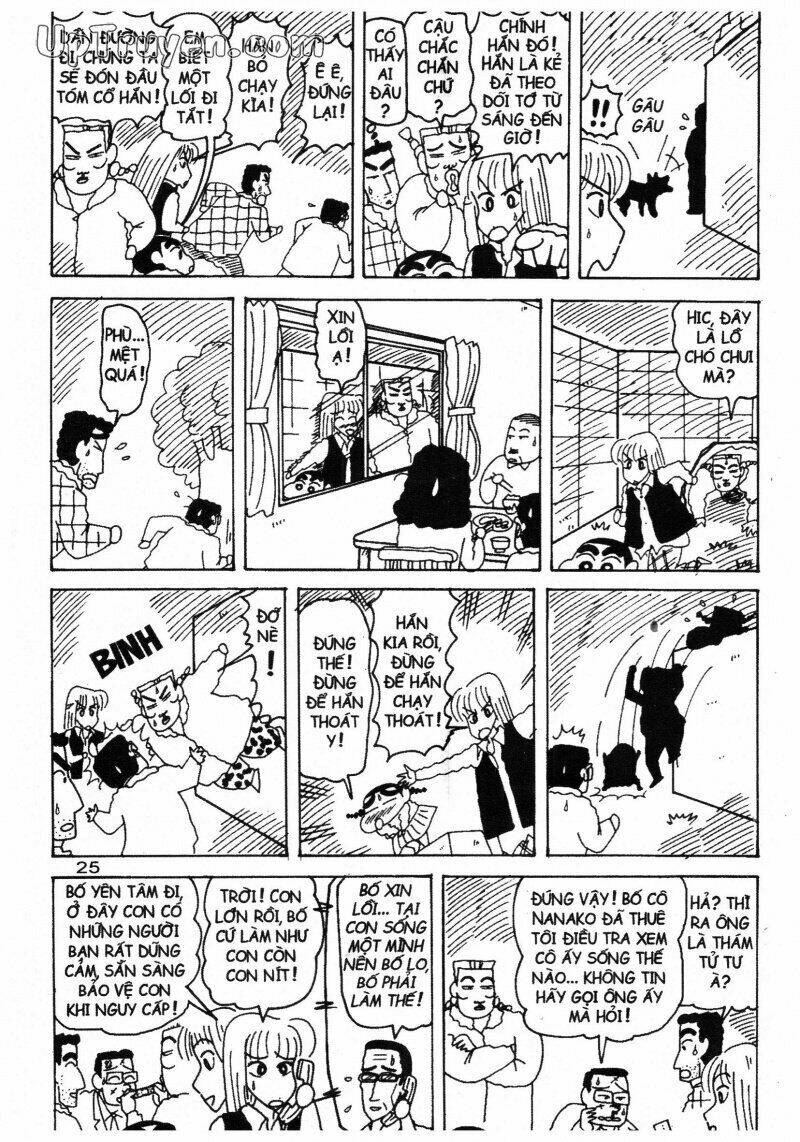 UpTruyen.com
!!
GÂU
GÂU
CHÍNH
HẮN ĐÓ!
HẮN LÀ KẺ
ĐÃ THEO
DÕI TỚ TỪ
SÁNG ĐẾN
GIỜ!
CÂU
CHẮC
CHẮN
CHỨ
?
CÓ
THẤY
AI
ĐÂU
?
Ê Ê,
ĐỨNG
LẠI!
HẮN
BỎ
CHẠY
KÌA!
EM
BIẾT
MỘT
LỐI ĐI
TẮT!
DẪN ĐƯỜNG
ĐI, CHÚNG TA
SẼ ĐÓN ĐẦU
TÓM CỔ HẮN!
HIC, ĐÂY
LÀ LỖ
CHÓ CHUI
MÀ?
XIN
LỖI
Ạ!
PHÙ...
MỆT
QUÁ!
HẮN
KIA RỒI,
ĐỪNG
ĐỂ HẮN
CHẠY
THOÁT!
ĐÚNG
THẾ!
ĐỪNG
ĐỂ HẮN
THOÁT
Y!
ĐỠ
NÈ
!
BINH
25
HẢ? THÌ
RA ÔNG
LÀ THÁM
TỬ TƯ
À?
ĐÚNG VẬY! BỐ CÔ
NANAKO ĐÃ THUÊ
TÔI ĐIỀU TRA XEM
CÔ ẤY SỐNG THẾ
NÀO... KHÔNG TIN
HÃY GỌI ÔNG ẤY
MÀ HỎI!
BỐ XIN
LỖI... TẠI
CON SỐNG
MỘT MÌNH
NÊN BỐ LO,
BỐ PHẢI
LÀM THẾ!
TRỜI! CON
LỚN RỒI, BỐ
CỨ LÀM NHƯ
CON CÒN
CON NÍT!
BỐ YÊN TÂM ĐI,
Ở ĐÂY CON CÓ
NHỮNG NGƯỜI
BẠN RẤT DŨNG
CẢM, SẴN SÀNG
BẢO VỆ CON
KHI NGUY CẤP!